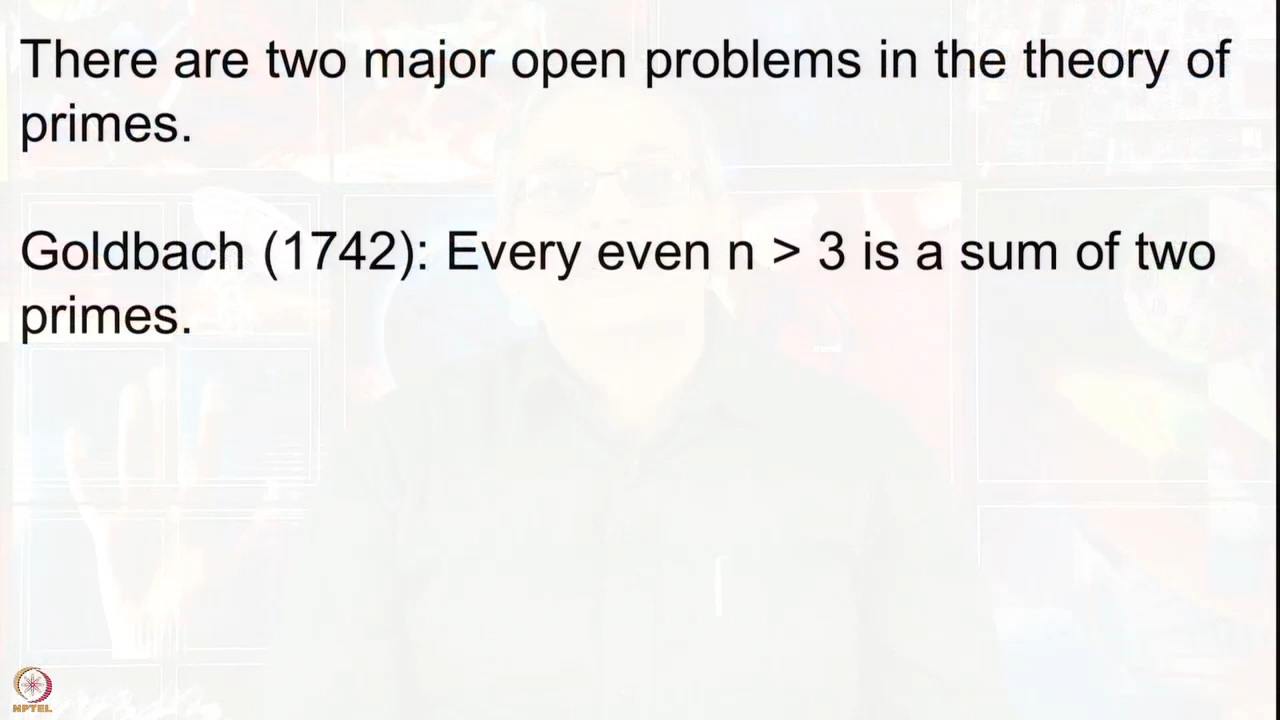 There are two major open problems in the theory of
primes.
Goldbach (1742): Every even n > 3 is a sum of two
primes.
NPTEL